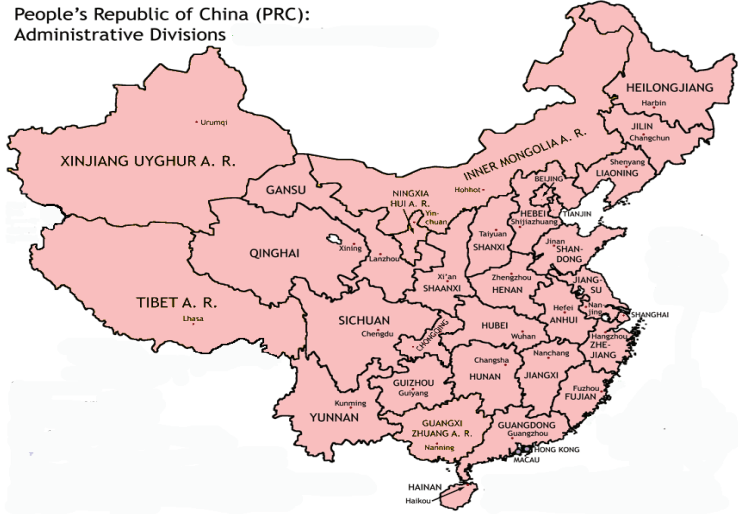 People's Republic of China (PRC):
Administrative Divisions
HEILONGJIANG
Harbin
JILIN
Changchun
Urumqi
INNER MONGOLIA A. R.
XINJIANG UYGHUR A. R.
Shenyang
LIAONING
GANSU
BEIJING
Hohhot
NINGXIA
HUI A. R.
Yin-
chuan
HEBEI
Shijiazhuang
TIANJIN
Taiyuan
SHANXI
Jinan
SHAN-
DONG
QINGHAI
Xining
Lanzhou
Xi'an
SHAANXI
Zhengzhou
HENAN
JIANG-
SU
TIBET A. R.
Lhasa
Hefei
ANHUI
Nan-
jing
SHANGHAI
SICHUAN
Chengdu
CHONGQING
HUBEI
Wuhan
Hangzhou
ZHE-
JIANG
Changsha
HUNAN
Nanchang
JIANGXI
GUIZHOU
Guiyang
Fuzhou
FUJIAN
Kunming
YUNNAN
GUANGXI
ZHUANG A. R.
Nanning
GUANGDONG
Guangzhou
HONG KONG
MACAU
HAINAN
Haikou